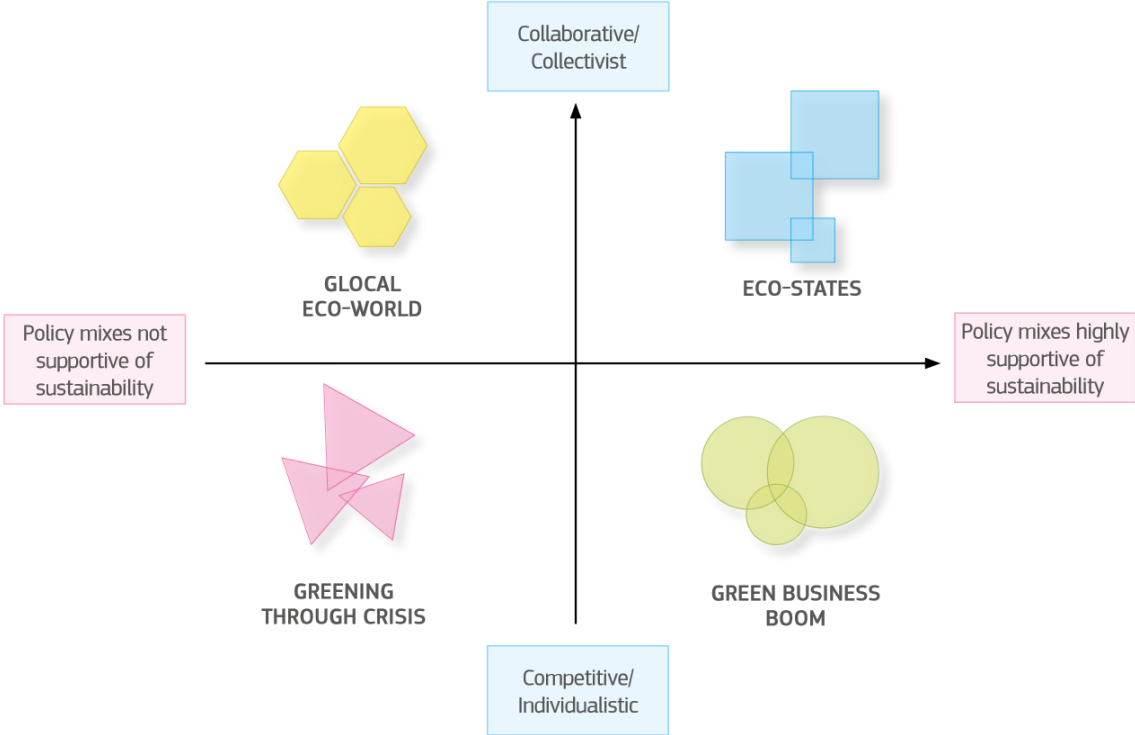 Collaborative/
Collectivist
GLOCAL
ECO-WORLD
ECO-STATES
Policy mixes not
supportive of
sustainability
Policy mixes highly
supportive of
sustainability
GREENING
THROUGH CRISIS
GREEN BUSINESS
BOOM
Competitive/
Individualistic